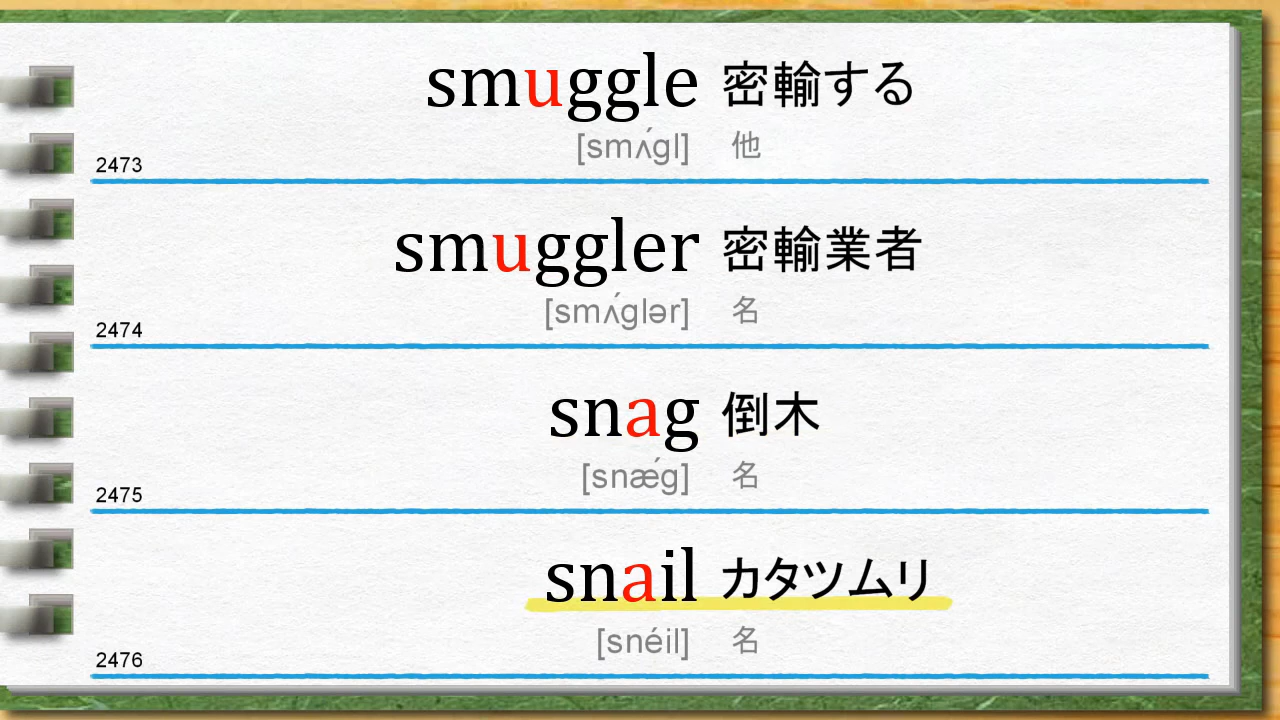 smuggle 密輸する
[smʌ́gl] 他
2473
smuggler 密輸業者
[smʌ́glər] 名
2474
snag 倒木
[snǽg] 名
2475
snail カタツムリ
[snéil] 名
2476